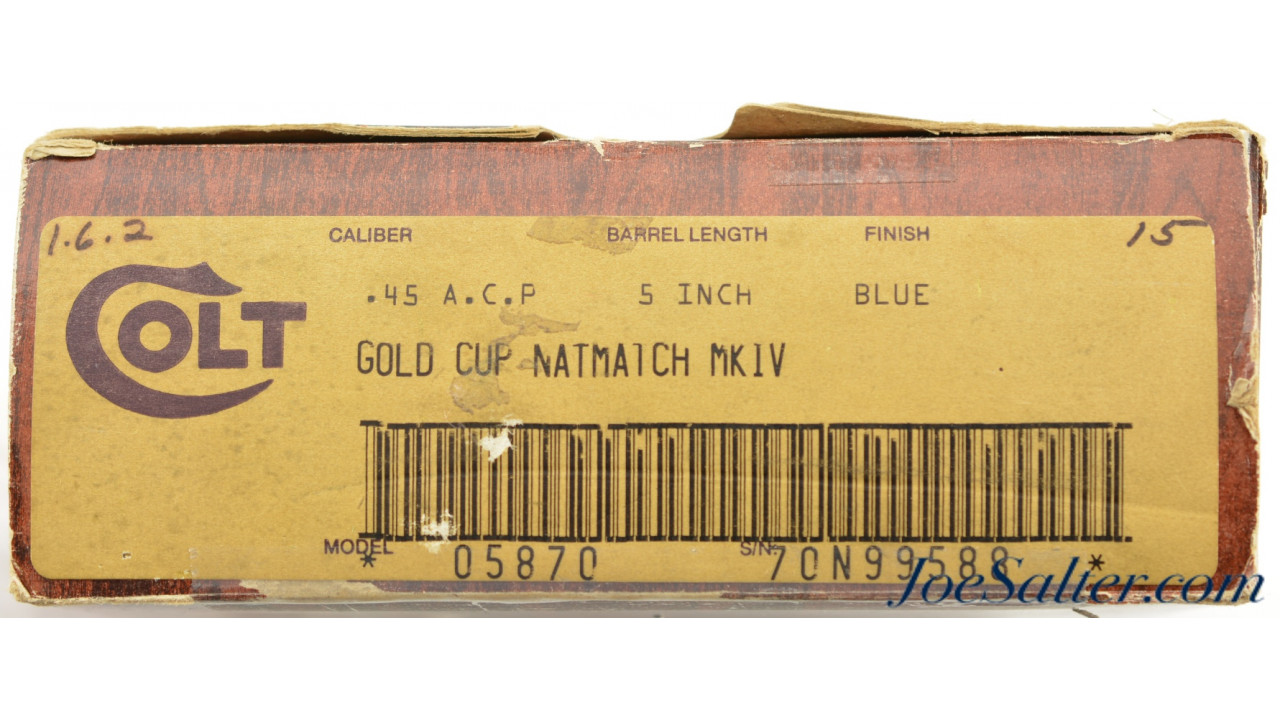 1.6.2 CALIBER BARREL LENGTH FINISH 15
COLT .45 A.C.P 5 INCH BLUE
GOLD CUP NATMATCH MKIV
MODEL S/N:
* 05870 70N99588 *
JoeSalter.com